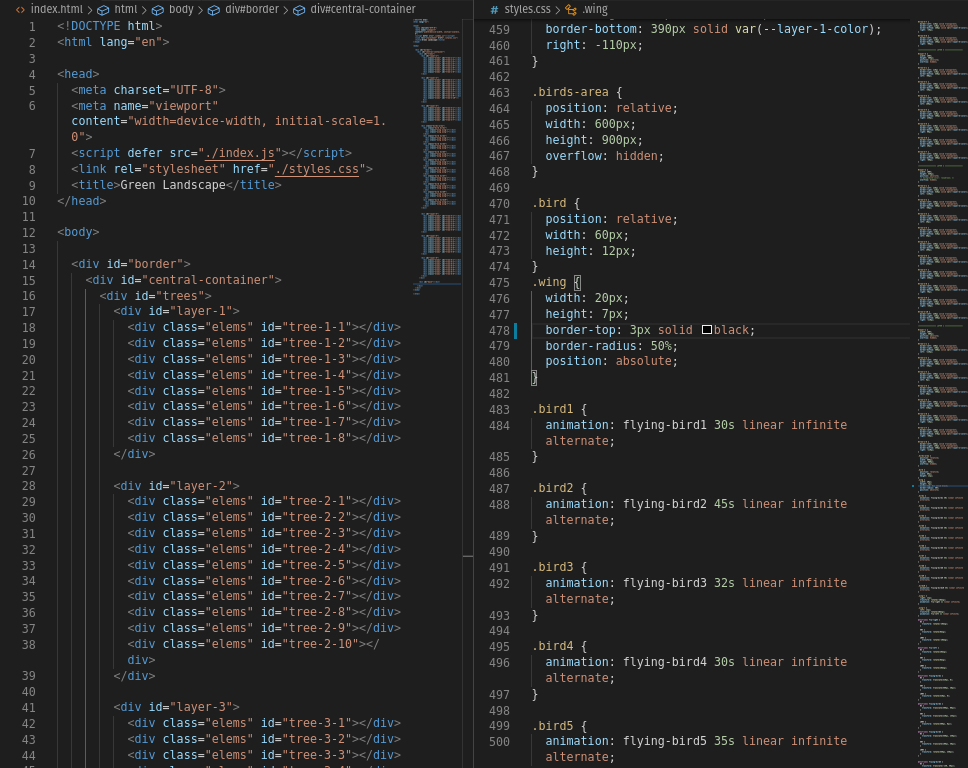 index.html > html > body > div#border > div#central-container
1 <!DOCTYPE html>
2 <html lang="en">
3
4 <head>
5 <meta charset="UTF-8">
6 <meta name="viewport"
content="width=device-width, initial-scale=1.
0">
7 <script defer src="./index.js"></script>
8 <link rel="stylesheet" href="./styles.css">
9 <title>Green Landscape</title>
10 </head>
11
12 <body>
13
14 <div id="border">
15 <div id="central-container">
16 <div id="trees">
17 <div id="layer-1">
18 <div class="elems" id="tree-1-1"></div>
19 <div class="elems" id="tree-1-2"></div>
20 <div class="elems" id="tree-1-3"></div>
21 <div class="elems" id="tree-1-4"></div>
22 <div class="elems" id="tree-1-5"></div>
23 <div class="elems" id="tree-1-6"></div>
24 <div class="elems" id="tree-1-7"></div>
25 <div class="elems" id="tree-1-8"></div>
26 </div>
27
28 <div id="layer-2">
29 <div class="elems" id="tree-2-1"></div>
30 <div class="elems" id="tree-2-2"></div>
31 <div class="elems" id="tree-2-3"></div>
32 <div class="elems" id="tree-2-4"></div>
33 <div class="elems" id="tree-2-5"></div>
34 <div class="elems" id="tree-2-6"></div>
35 <div class="elems" id="tree-2-7"></div>
36 <div class="elems" id="tree-2-8"></div>
37 <div class="elems" id="tree-2-9"></div>
38 <div class="elems" id="tree-2-10"></
div>
39 </div>
40
41 <div id="layer-3">
42 <div class="elems" id="tree-3-1"></div>
43 <div class="elems" id="tree-3-2"></div>
44 <div class="elems" id="tree-3-3"></div>
# styles.css > .wing
459 border-bottom: 390px solid var(--layer-1-color);
460 right: -110px;
461 }
462
463 .birds-area {
464 position: relative;
465 width: 600px;
466 height: 900px;
467 overflow: hidden;
468 }
469
470 .bird {
471 position: relative;
472 width: 60px;
473 height: 12px;
474 }
475 .wing {
476 width: 20px;
477 height: 7px;
478 border-top: 3px solid black;
479 border-radius: 50%;
480 position: absolute;
481 }
482
483 .bird1 {
484 animation: flying-bird1 30s linear infinite
alternate;
485 }
486
487 .bird2 {
488 animation: flying-bird2 45s linear infinite
alternate;
489 }
490
491 .bird3 {
492 animation: flying-bird3 32s linear infinite
alternate;
493 }
494
495 .bird4 {
496 animation: flying-bird4 30s linear infinite
alternate;
497 }
498
499 .bird5 {
500 animation: flying-bird5 35s linear infinite
alternate;